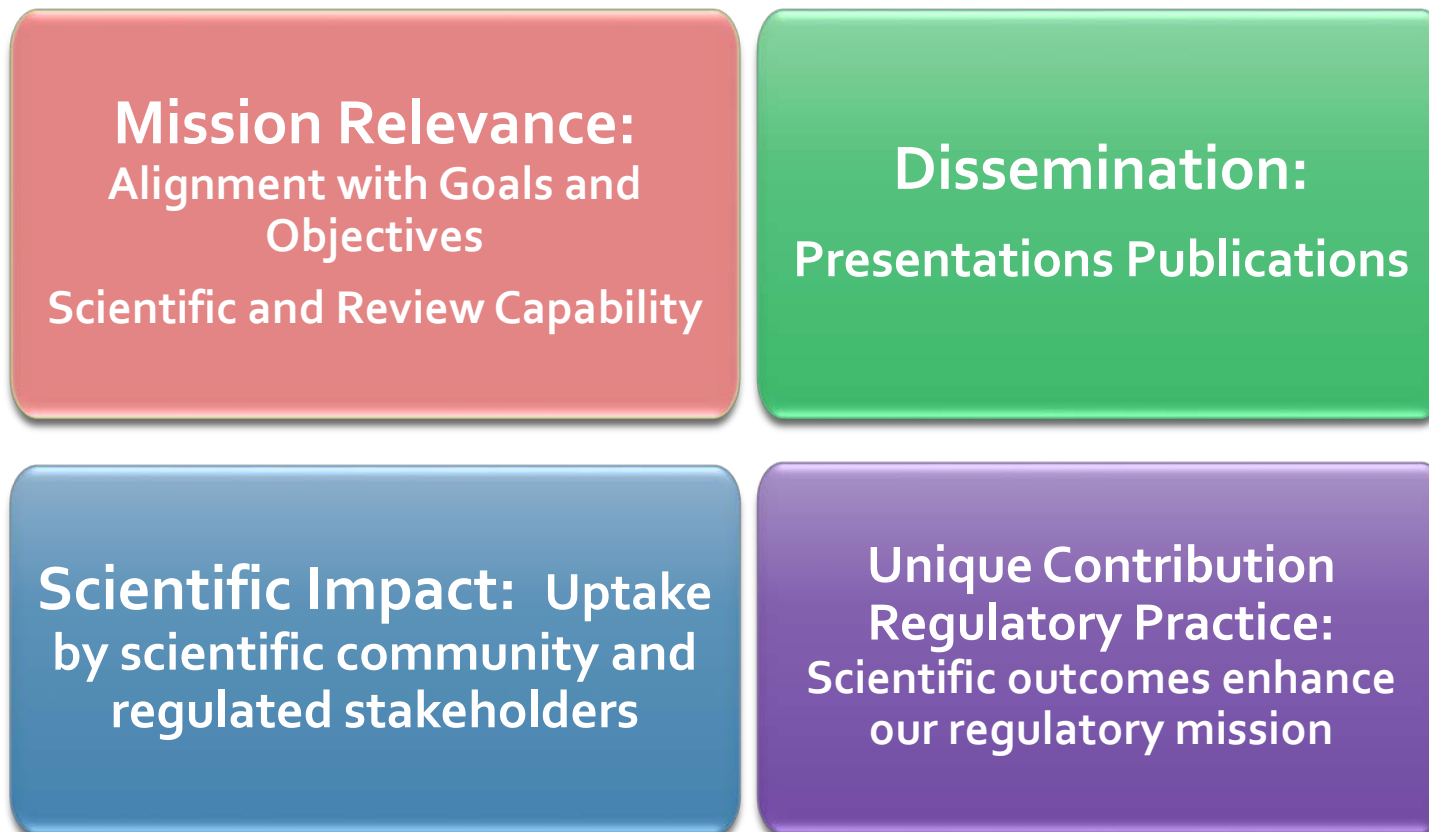 Mission Relevance:
Alignment with Goals and
Objectives
Scientific and Review Capability
Dissemination:
Presentations Publications
Scientific Impact: Uptake
by scientific community and
regulated stakeholders
Unique Contribution
Regulatory Practice:
Scientific outcomes enhance
our regulatory mission